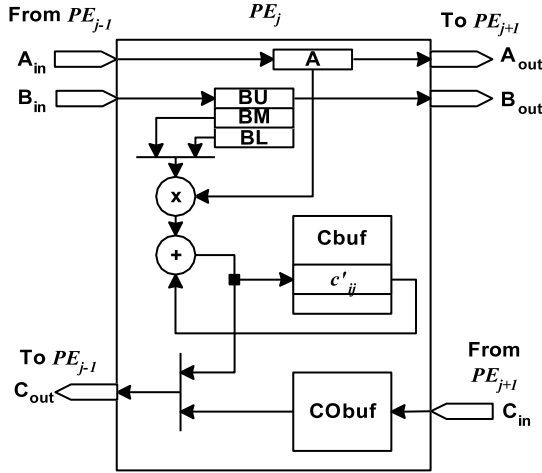 From PEj-1
PEj
To PEj+1
Ain
A
Aout
Bin
BU
Bout
BM
BL
x
+
Cbuf
c'ij
To PEj-1
Cout
From
PEj+1
CObuf
Cin